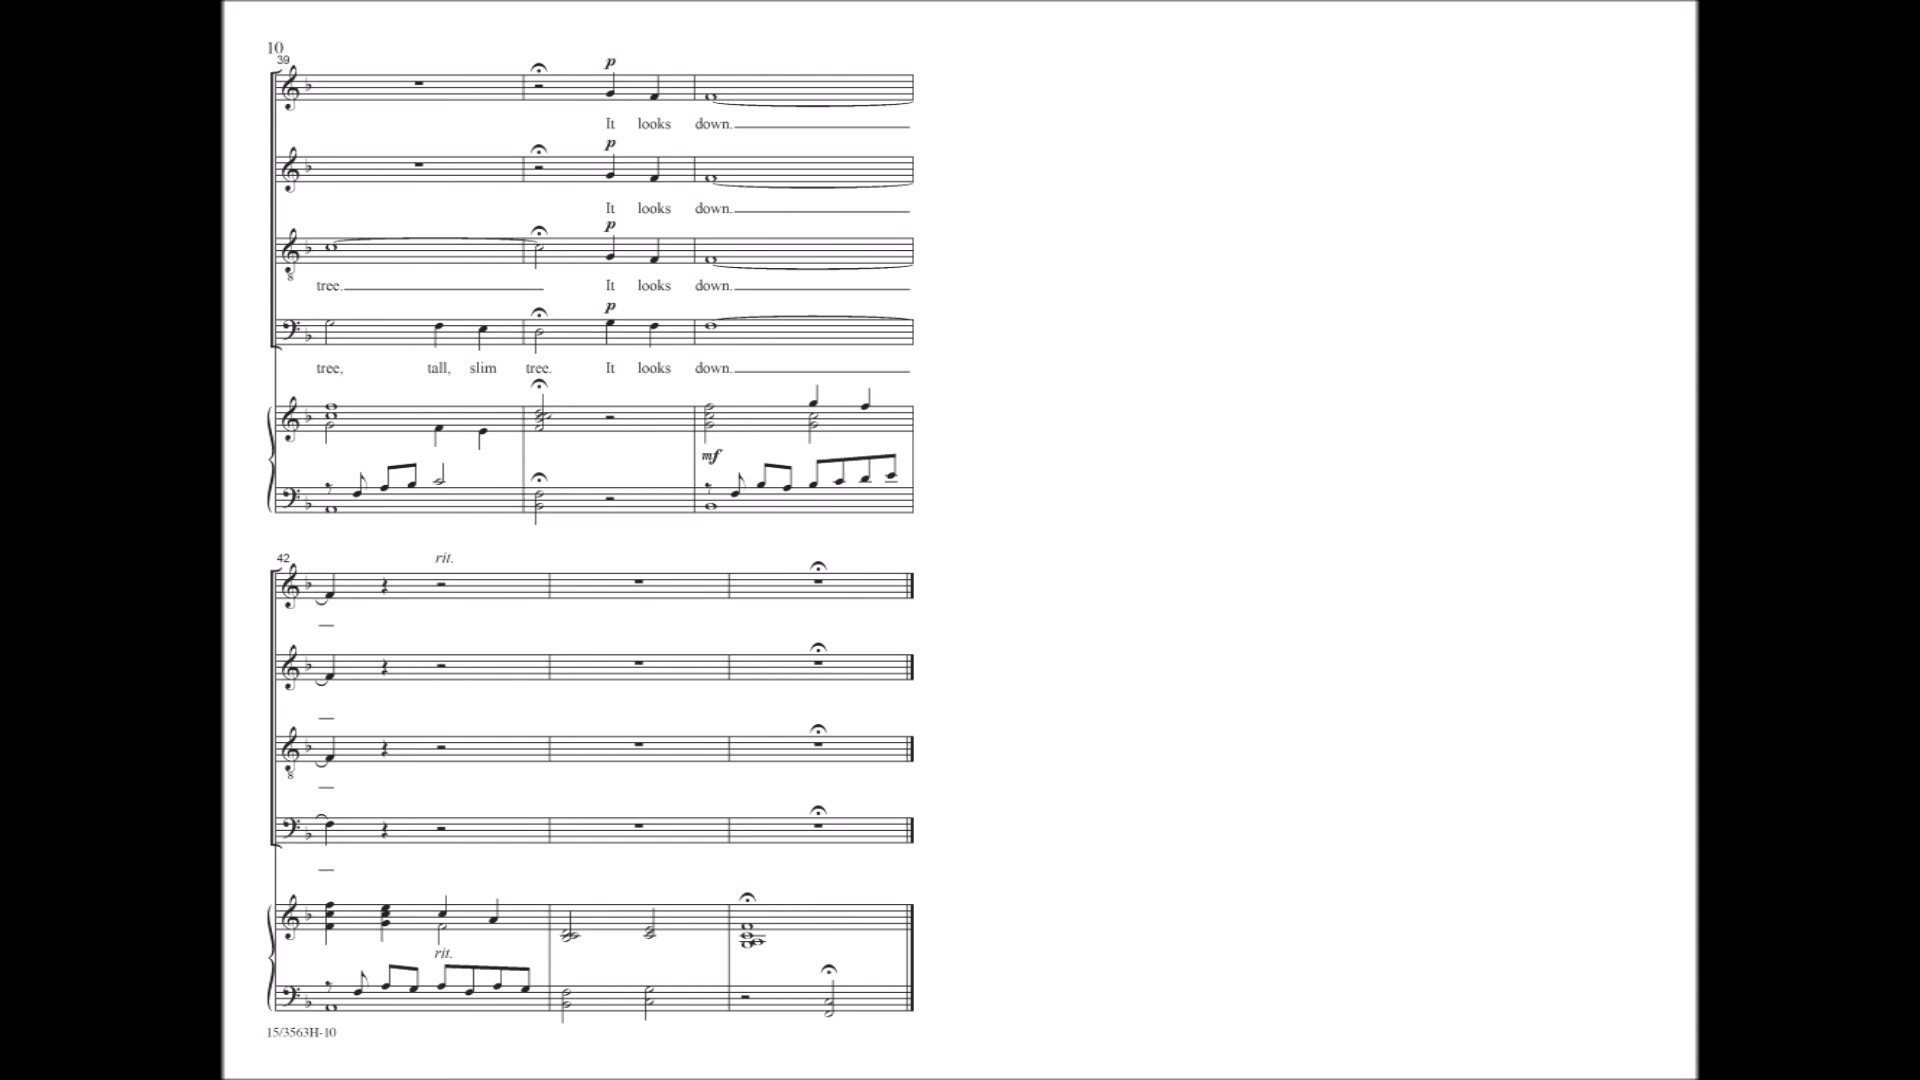 10
39
p
It looks down.
p
It looks down.
p
tree. It looks down.
p
tree, tall, slim tree. It looks down.
mf
42
rit.
rit.
15/3563H-10